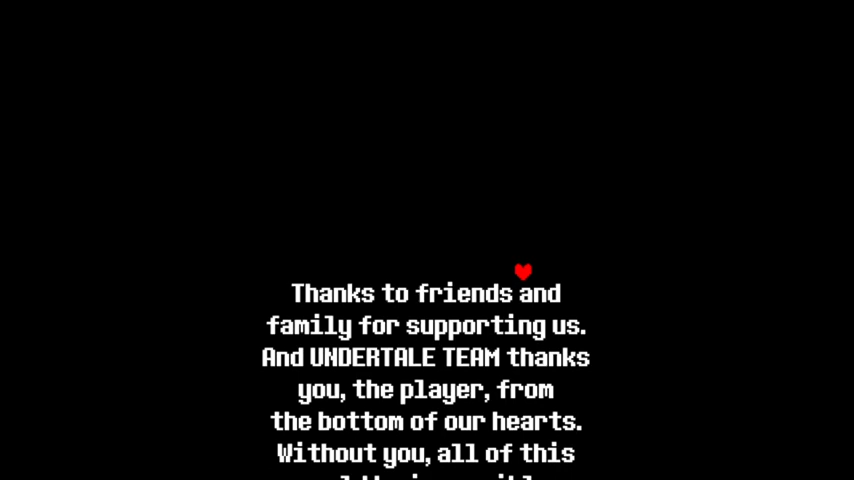 Thanks to friends and
family for supporting us.
And UNDERTALE TEAM thanks
you, the player, from
the bottom of our hearts.
Without you, all of this